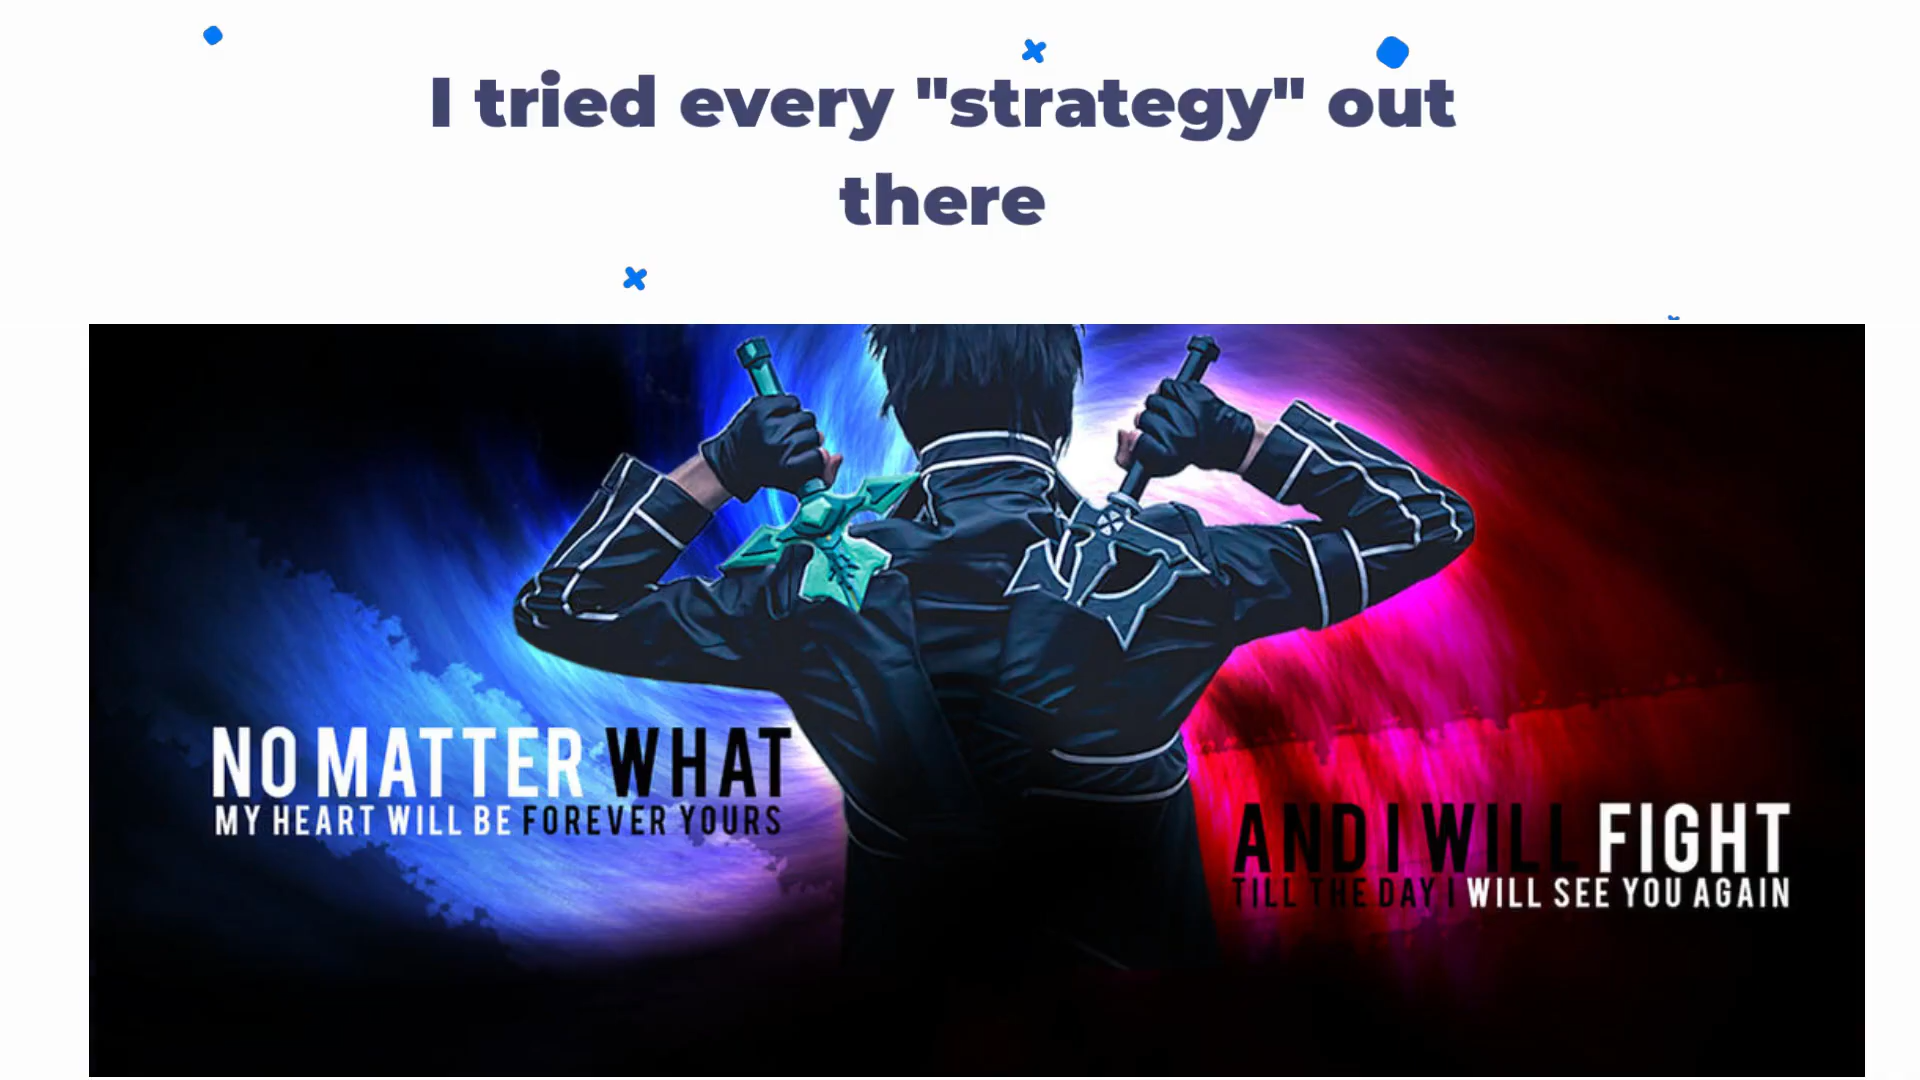 I tried every "strategy" out
there
NO MATTER WHAT
MY HEART WILL BE FOREVER YOURS
AND I WILL FIGHT
TILL THE DAY I WILL SEE YOU AGAIN